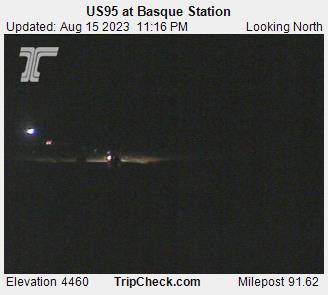 US95 at Basque Station
Updated: Aug 15 2023 11:16 PM Looking North
Elevation 4460 TripCheck.com Milepost 91.62